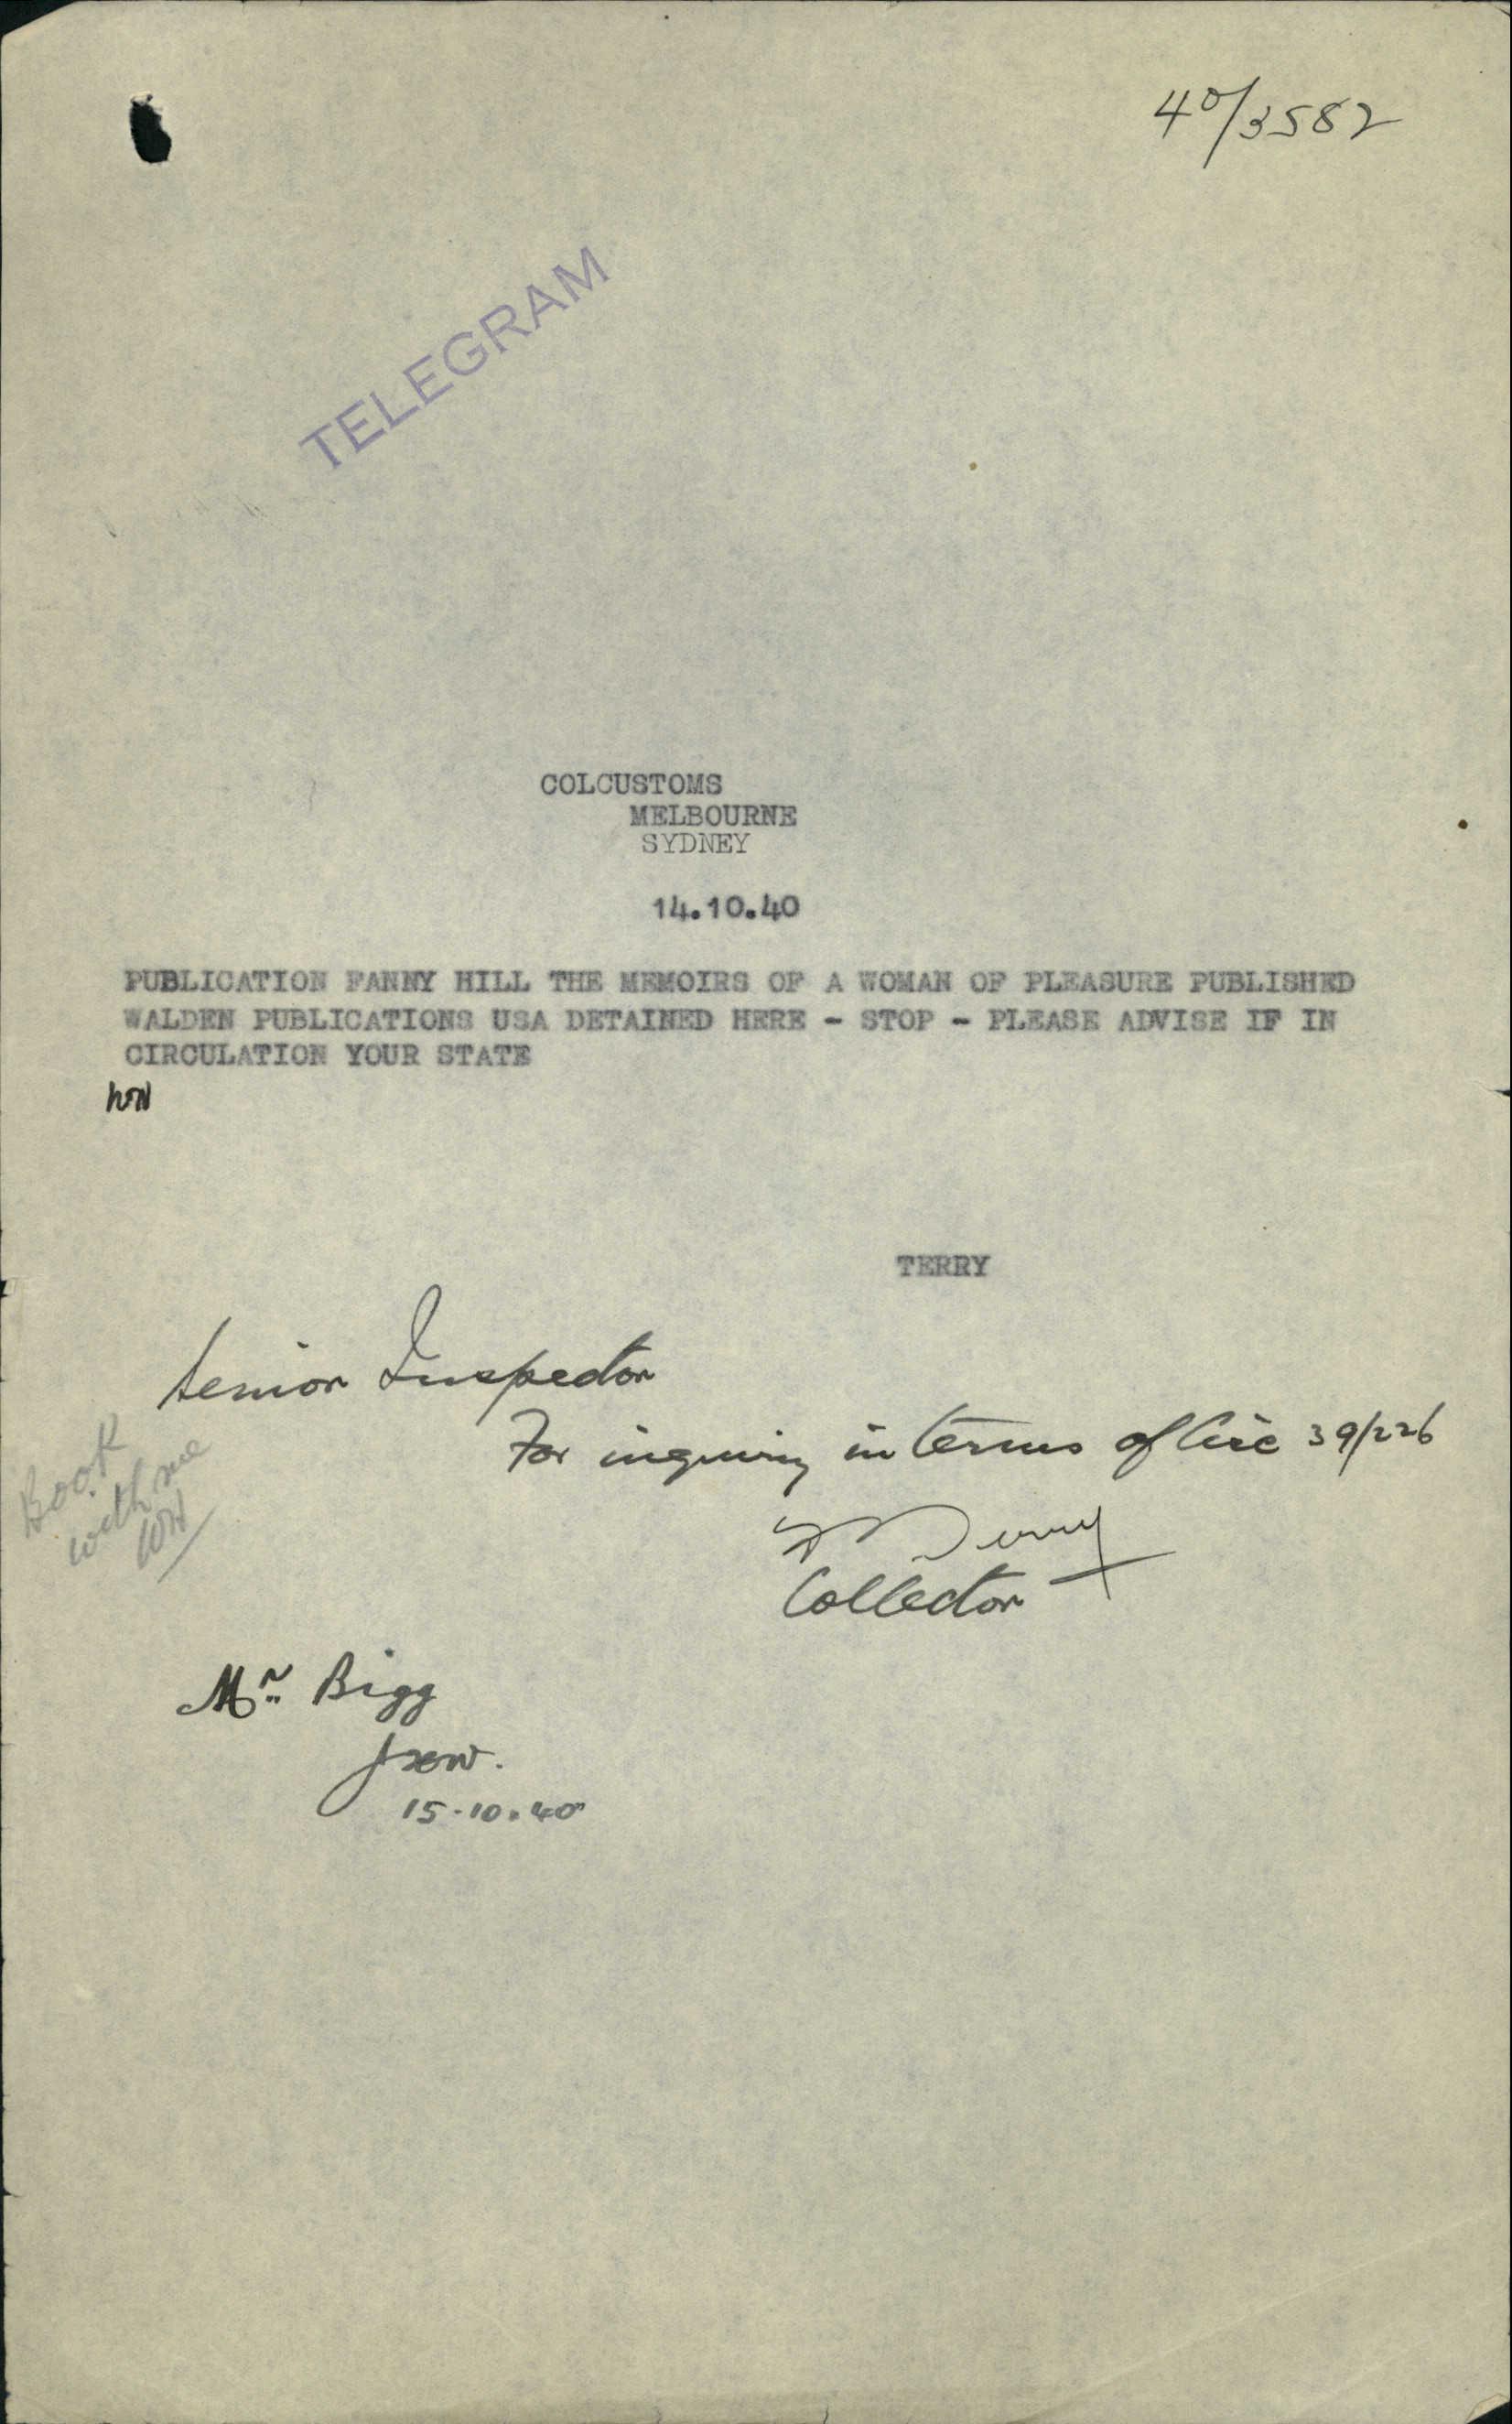 40/3582
TELEGRAM
COLCUSTOMS
MELBOURNE
SYDNEY
14.10.40
PUBLICATION FANNY HILL THE MEMOIRS OF A WOMAN OF PLEASURE PUBLISHED
WALDEN PUBLICATIONS USA DETAINED HERE - STOP - PLEASE ADVISE IF IN
CIRCULATION YOUR STATE
TERRY
Senior Inspector
For inquiry in terms of Circ 39/226
Terry
Collector
Book
with me
WH
Mr. Bigg
15.10.40